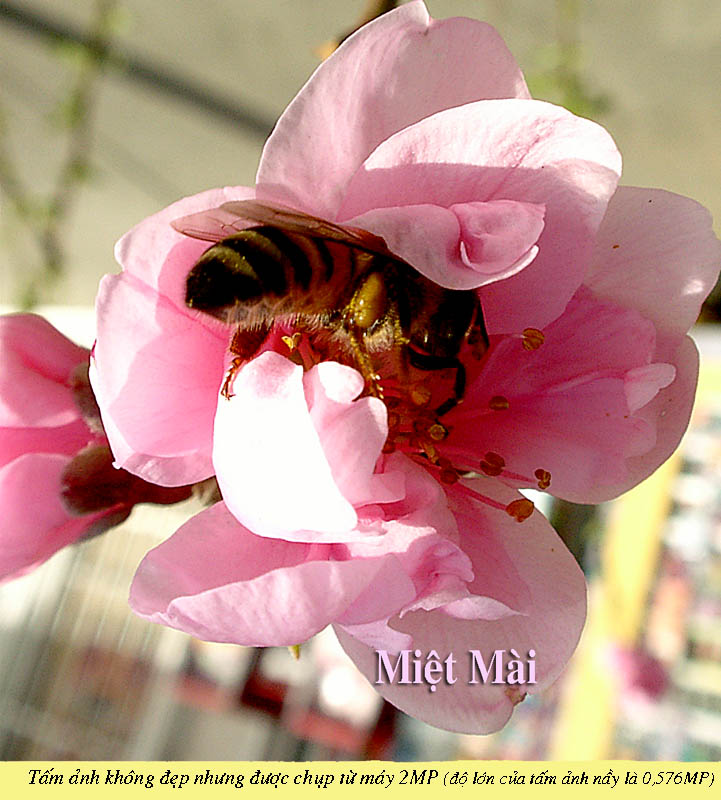 Miệt Mài
Tấm ảnh không đẹp nhưng được chụp từ máy 2MP (độ lớn của tấm ảnh nầy là 0,576MP)